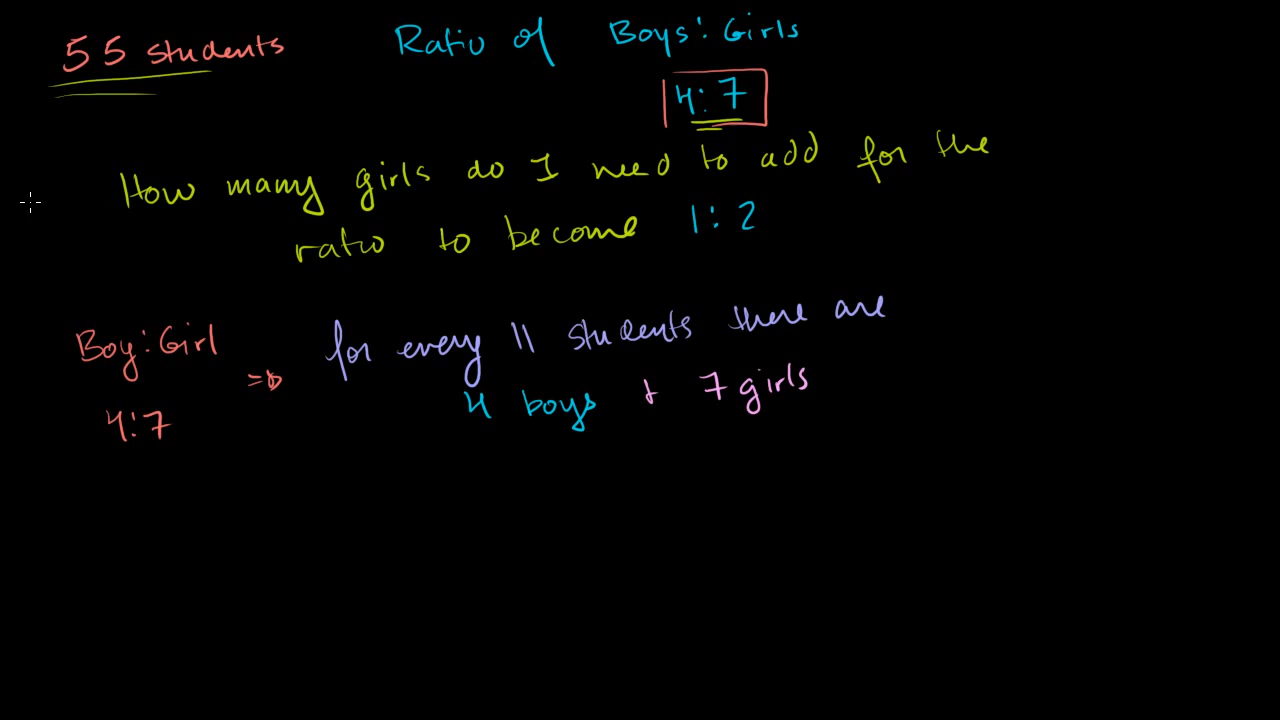 55 students
Ratio of Boys:Girls
4:7
How many girls do I need to add for the
ratio to become 1:2
Boy:Girl
4:7
=>
for every 11 students there are
4 boys + 7 girls